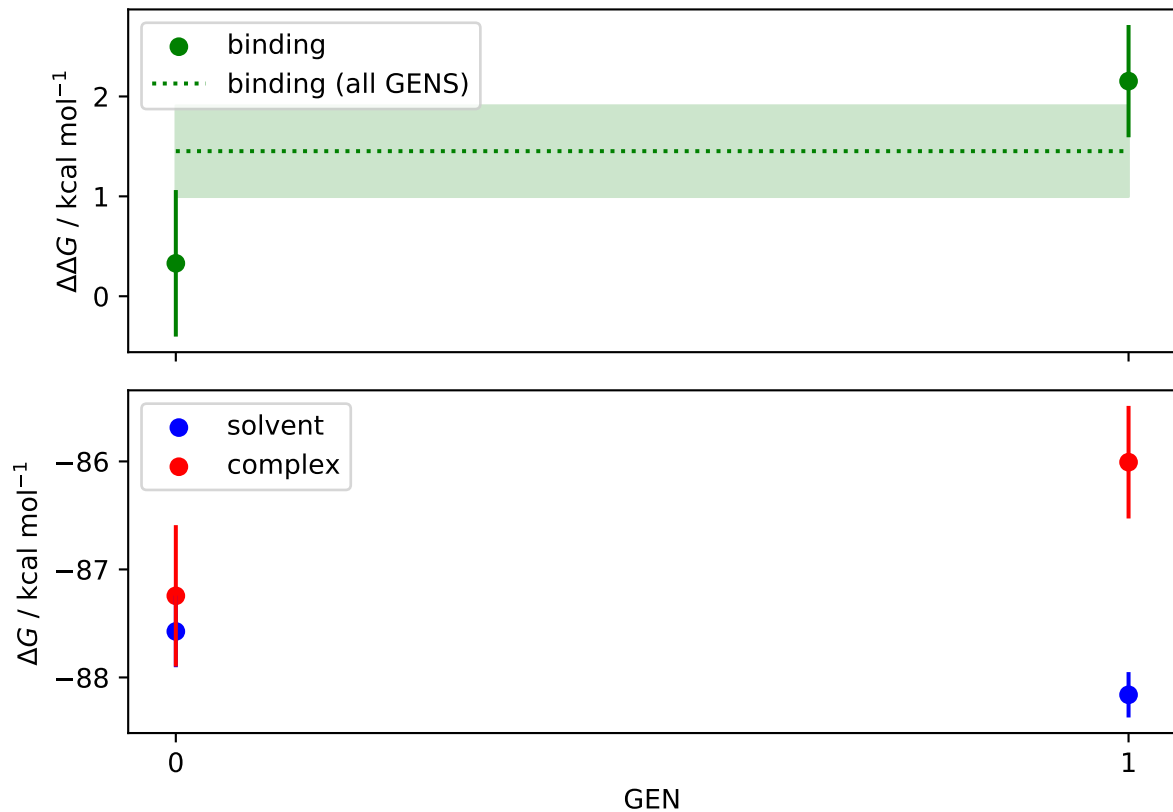 binding
binding (all GENS)
2
1
0
ΔΔG / kcal mol⁻¹
solvent
complex
−86
−87
−88
ΔG / kcal mol⁻¹
0
1
GEN